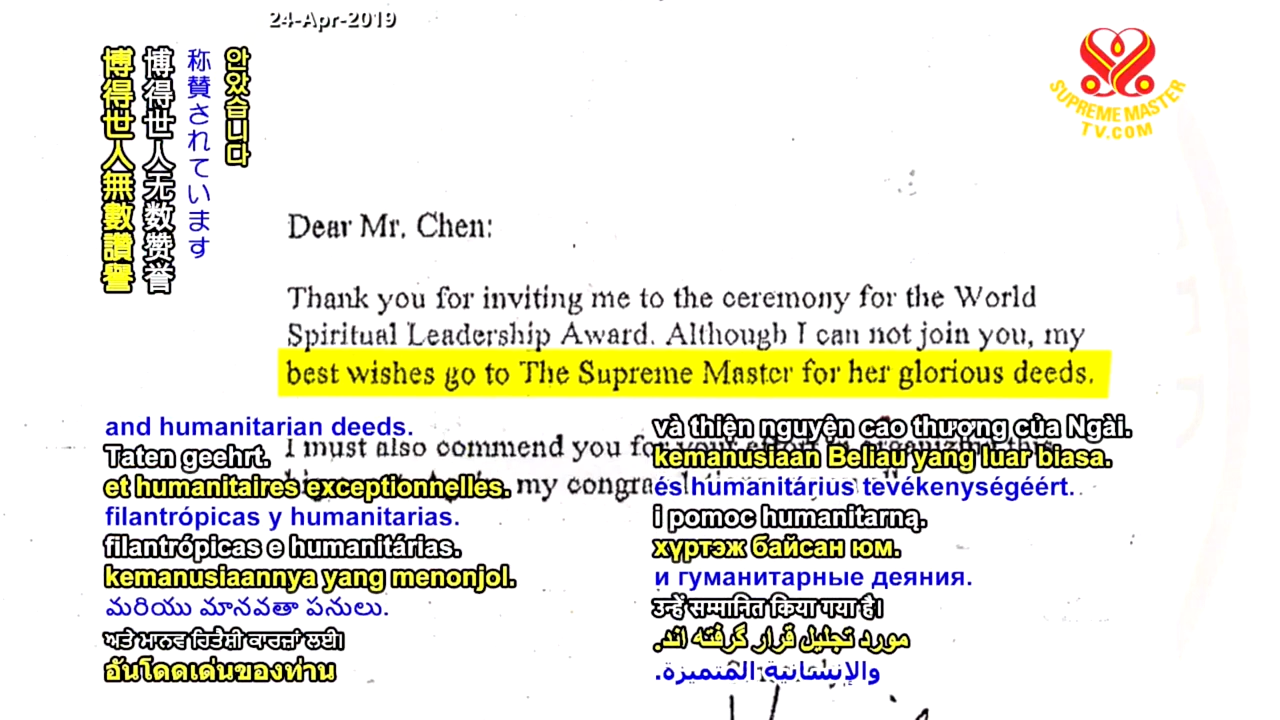 24-Apr-2019
SUPREME MASTER
TV.COM
안았습니다
称賛されています
博得世人无数赞誉
博得世人無數讚譽
Dear Mr. Chen:
Thank you for inviting me to the ceremony for the World
Spiritual Leadership Award. Although I can not join you, my
best wishes go to The Supreme Master for her glorious deeds.
I must also commend you for your effort in organizing this
my congra
and humanitarian deeds.
Taten geehrt.
et humanitaires exceptionnelles.
filantrópicas y humanitarias.
filantrópicas e humanitárias.
kemanusiaannya yang menonjol.
మరియు మానవతా పనులు.
ਅਤੇ ਮਾਨਵ ਹਿਤੈਸ਼ੀ ਕਾਰਜਾਂ ਲਈ।
อันโดดเด่นของท่าน
và thiện nguyện cao thượng của Ngài.
kemanusiaan Beliau yang luar biasa.
és humanitárius tevékenységéért.
i pomoc humanitarną.
хүртэж байсан юм.
и гуманитарные деяния.
उन्हें सम्मानित किया गया है।
مورد تجلیل قرار گرفته اند.
والإنسانية المتميزة.